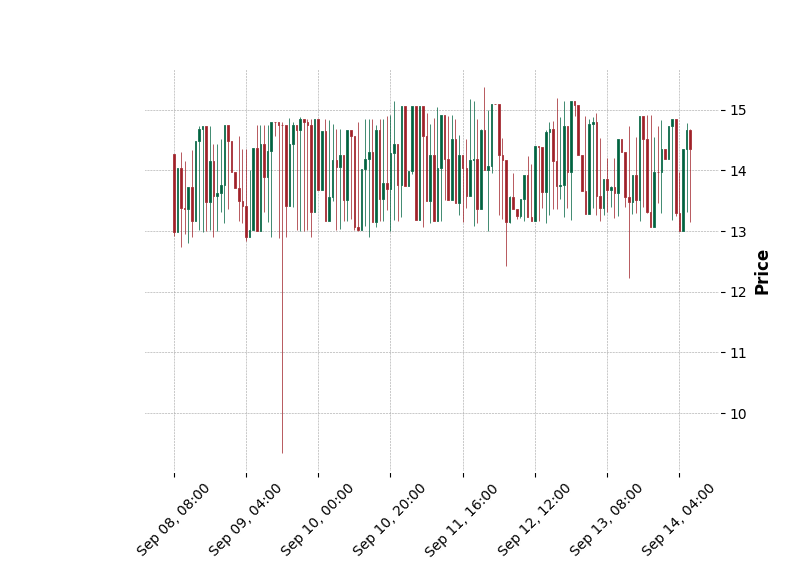 15
14
13
12
11
10
Price
Sep 08, 08:00
Sep 09, 04:00
Sep 10, 00:00
Sep 10, 20:00
Sep 11, 16:00
Sep 12, 12:00
Sep 13, 08:00
Sep 14, 04:00